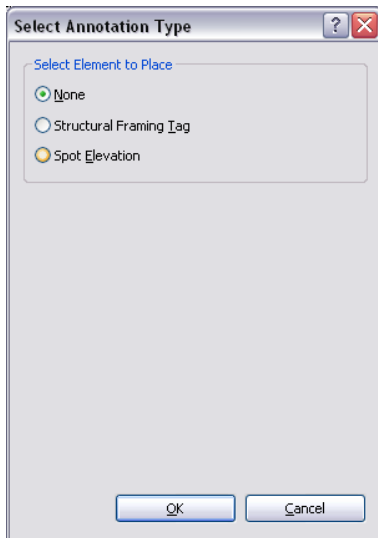 Select Annotation Type
Select Element to Place
None
Structural Framing Tag
Spot Elevation
OK
Cancel